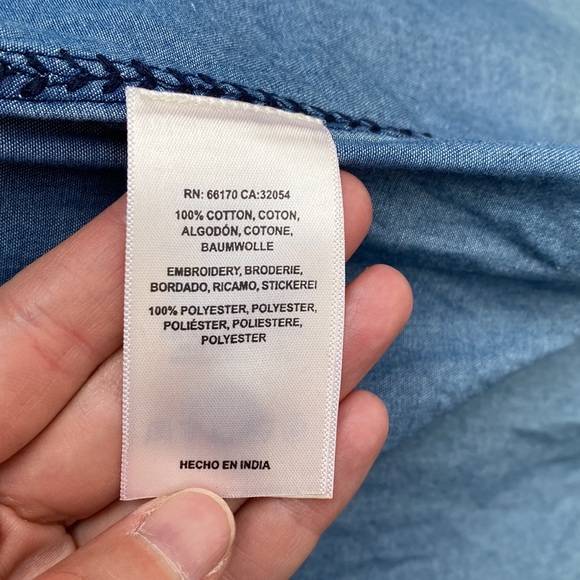 RN: 66170 CA:32054
100% COTTON, COTON,
ALGODÓN, COTONE,
BAUMWOLLE
EMBROIDERY, BRODERIE,
BORDADO, RICAMO, STICKEREI
100% POLYESTER, POLYESTER,
POLIÉSTER, POLIESTERE,
POLYESTER
HECHO EN INDIA